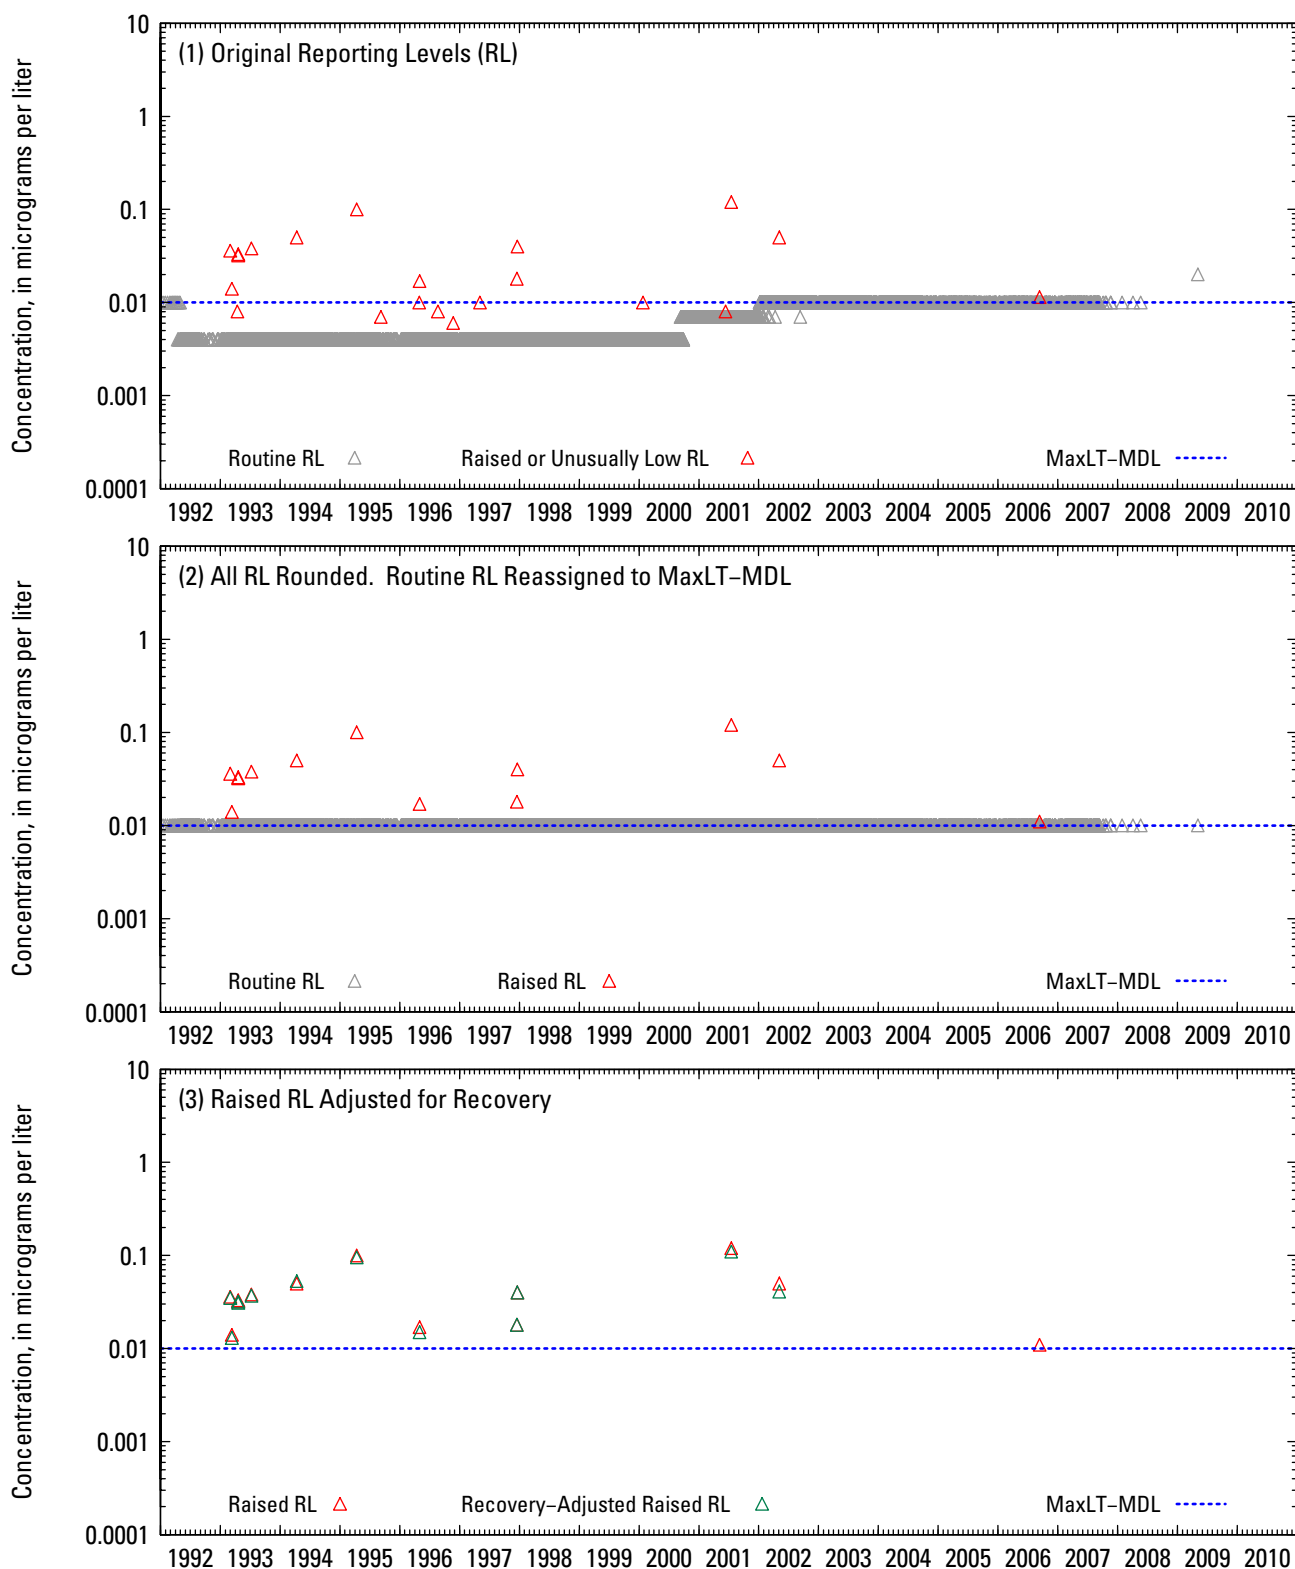 (1) Original Reporting Levels (RL)
Concentration, in micrograms per liter
10
1
0.1
0.01
0.001
0.0001
Routine RL
Raised or Unusually Low RL
MaxLT–MDL
1992 1993 1994 1995 1996 1997 1998 1999 2000 2001 2002 2003 2004 2005 2006 2007 2008 2009 2010
(2) All RL Rounded. Routine RL Reassigned to MaxLT–MDL
Concentration, in micrograms per liter
10
1
0.1
0.01
0.001
0.0001
Routine RL
Raised RL
MaxLT–MDL
1992 1993 1994 1995 1996 1997 1998 1999 2000 2001 2002 2003 2004 2005 2006 2007 2008 2009 2010
(3) Raised RL Adjusted for Recovery
Concentration, in micrograms per liter
10
1
0.1
0.01
0.001
0.0001
Raised RL
Recovery–Adjusted Raised RL
MaxLT–MDL
1992 1993 1994 1995 1996 1997 1998 1999 2000 2001 2002 2003 2004 2005 2006 2007 2008 2009 2010